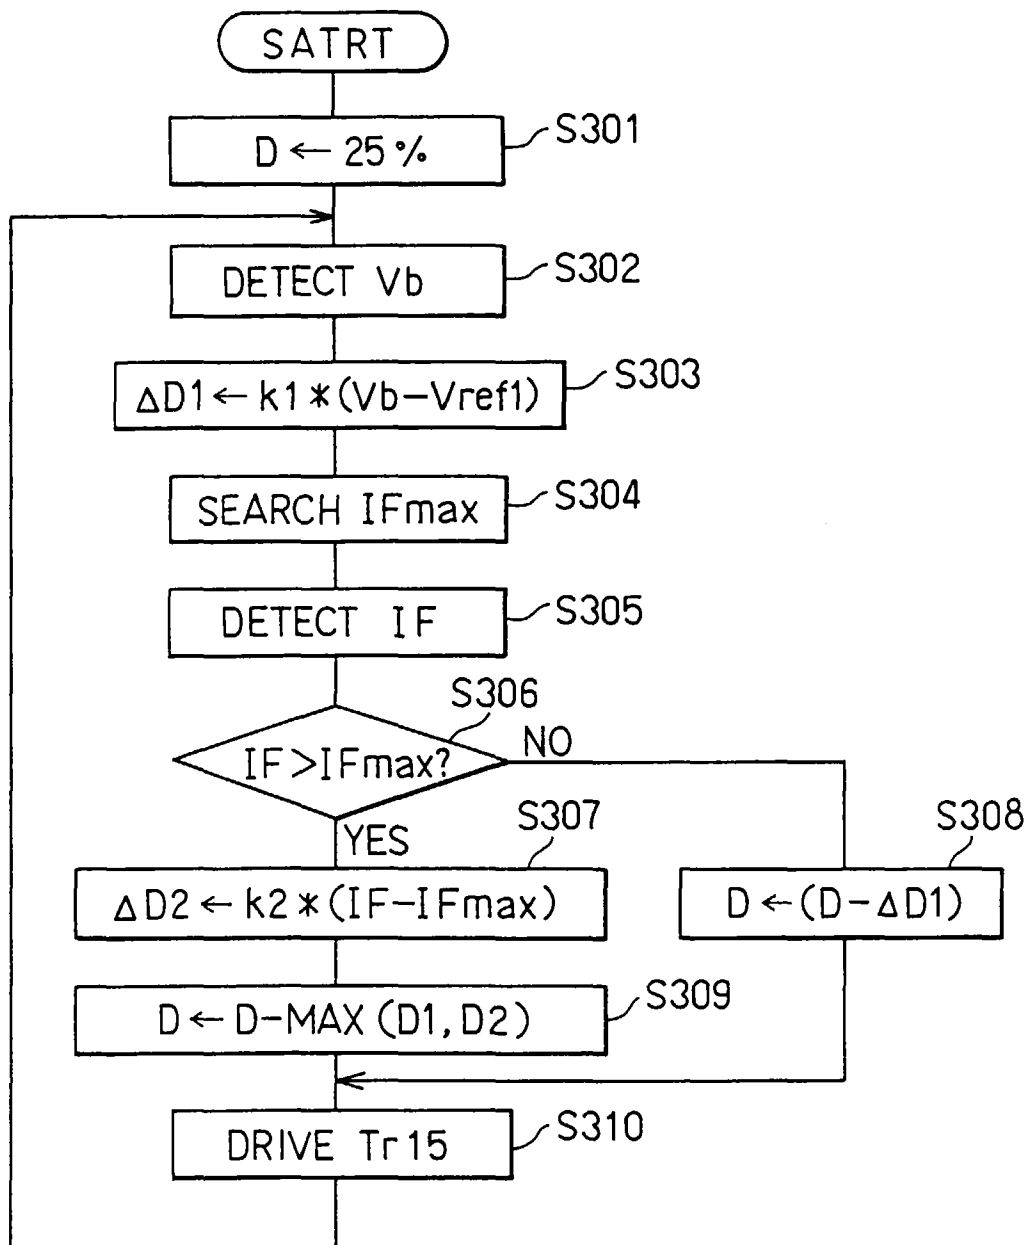 SATRT
D ← 25%
S301
DETECT Vb
S302
ΔD1 ← k1*(Vb-Vref1)
S303
SEARCH IFmax
S304
DETECT IF
S305
S306
IF>IFmax?
NO
YES
S307
ΔD2 ← k2*(IF-IFmax)
S308
D ← (D-ΔD1)
D ← D-MAX(D1,D2)
S309
DRIVE Tr15
S310